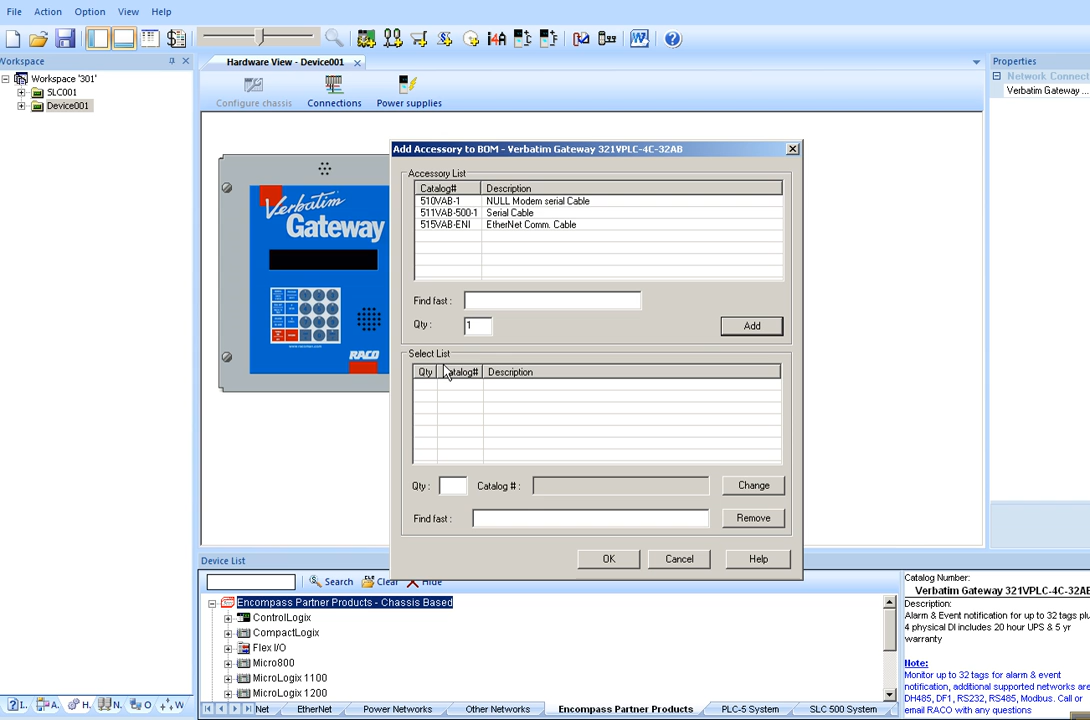 File Action Option View Help
Workspace
Workspace '301'
SLC001
Device001
Hardware View - Device001
Configure chassis Connections Power supplies
Verbatim
Gateway
RACO
Add Accessory to BOM - Verbatim Gateway 321VPLC-4C-32AB
Accessory List
Catalog# Description
510VAB-1 NULL Modem serial Cable
511VAB-500-1 Serial Cable
515VAB-ENI EtherNet Comm. Cable
Find fast :
Qty : 1 Add
Select List
Qty Catalog# Description
Qty : Catalog # : Change
Find fast : Remove
OK Cancel Help
Properties
Network Connect
Verbatim Gateway ...
Device List
Search Clear Hide
Encompass Partner Products - Chassis Based
ControlLogix
CompactLogix
Flex I/O
Micro800
MicroLogix 1100
MicroLogix 1200
Net EtherNet Power Networks Other Networks Encompass Partner Products PLC-5 System SLC 500 System
I.. A. H. N. O W
Catalog Number:
Verbatim Gateway 321VPLC-4C-32AB
Description:
Alarm & Event notification for up to 32 tags plu
4 physical DI includes 20 hour UPS & 5 yr
warranty
Note:
Monitor up to 32 tags for alarm & event
notification, additional supported networks are
DH485, DF1, RS232, RS485, Modbus. Call or
email RACO with any questions